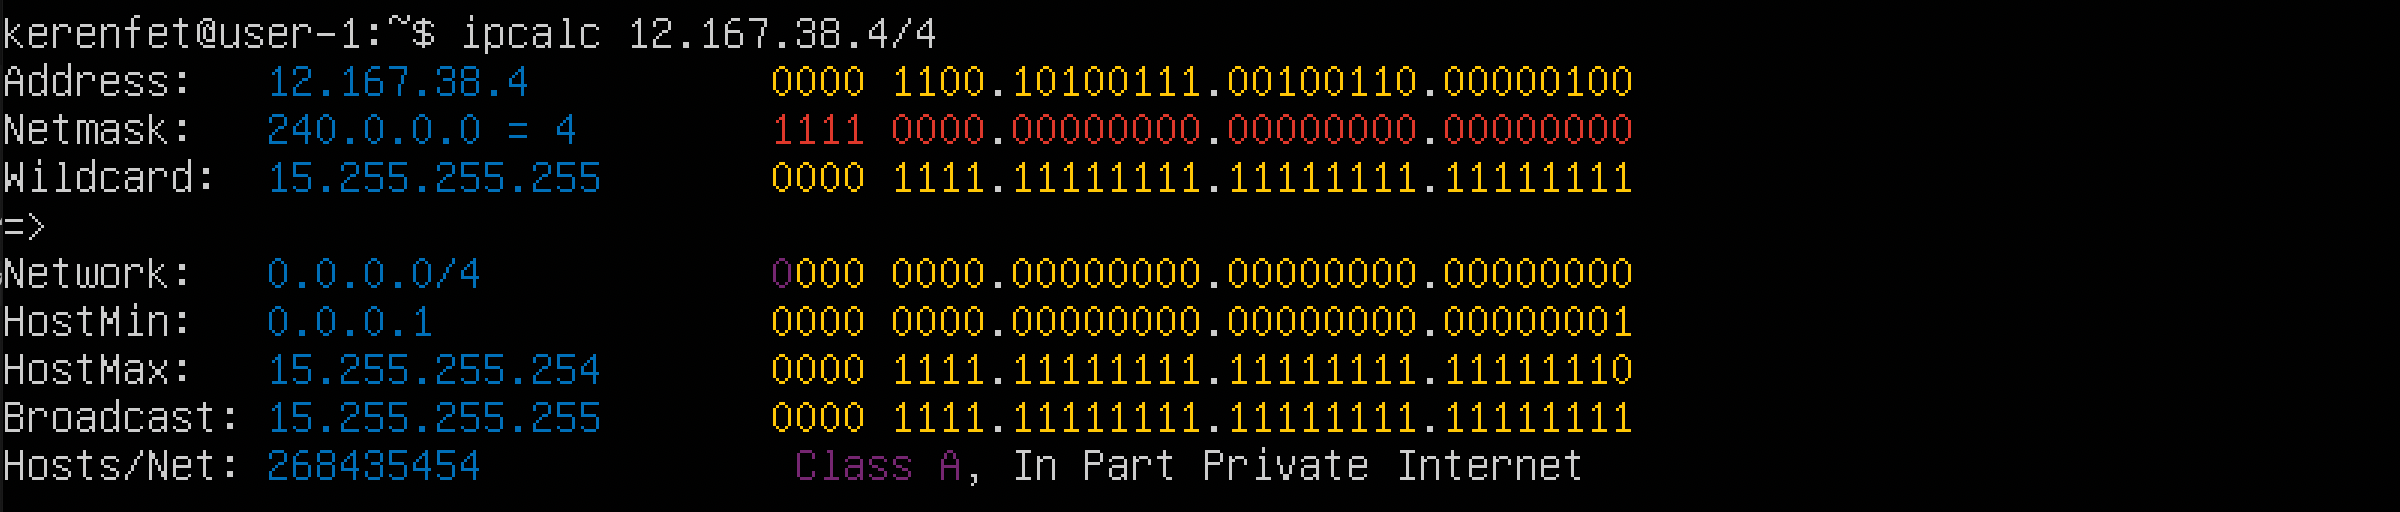 kerenfet@user-1:~$ ipcalc 12.167.38.4/4
Address:   12.167.38.4          0000 1100.10100111.00100110.00000100
Netmask:   240.0.0.0 = 4        1111 0000.00000000.00000000.00000000
Wildcard:  15.255.255.255       0000 1111.11111111.11111111.11111111
=>
Network:   0.0.0.0/4            0000 0000.00000000.00000000.00000000
HostMin:   0.0.0.1              0000 0000.00000000.00000000.00000001
HostMax:   15.255.255.254       0000 1111.11111111.11111111.11111110
Broadcast: 15.255.255.255       0000 1111.11111111.11111111.11111111
Hosts/Net: 268435454             Class A, In Part Private Internet